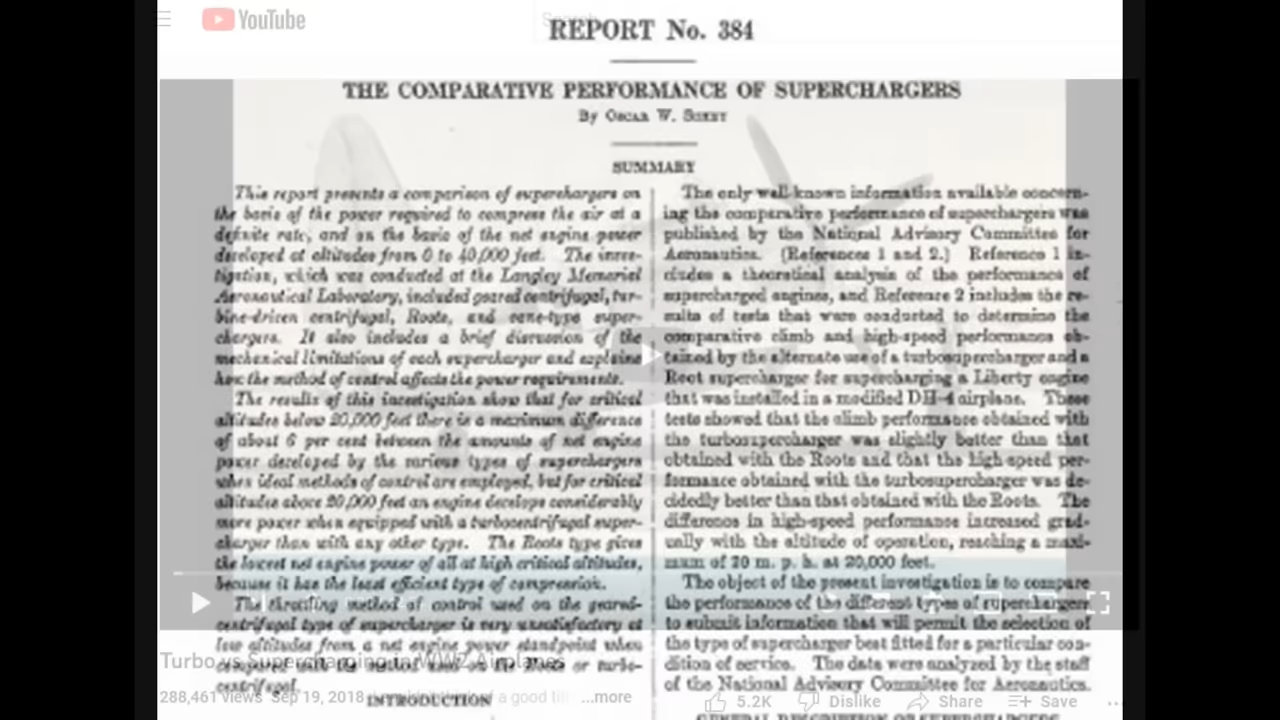 YouTube
REPORT No. 384
THE COMPARATIVE PERFORMANCE OF SUPERCHARGERS
By Oscar W. Schey
SUMMARY
This report presents a comparison of superchargers on
the basis of the power required to compress the air at a
definite rate, and on the basis of the net engine power
developed at altitudes from 0 to 40,000 feet. The inves-
tigation, which was conducted at the Langley Memorial
Aeronautical Laboratory, included geared centrifugal, tur-
bine-driven centrifugal, Roots, and vane-type super-
chargers. It also includes a brief discussion of the
mechanical limitations of each supercharger and explains
how the method of control affects the power requirements.
The results of this investigation show that for critical
altitudes below 20,000 feet there is a maximum difference
of about 6 per cent between the amounts of net engine
power developed by the various types of superchargers
when ideal methods of control are employed, but for critical
altitudes above 20,000 feet an engine develops considerably
more power when equipped with a turbocentrifugal super-
charger than with any other type. The Roots type gives
the lowest net engine power of all at high critical altitudes,
because it has the least efficient type of compression.
The throttling method of control used on the geared-
centrifugal type of supercharger is very unsatisfactory at
low altitudes from a net engine power standpoint when
or turbo-
centrifugal.
INTRODUCTION
The only well-known information available concern-
ing the comparative performance of superchargers was
published by the National Advisory Committee for
Aeronautics. (References 1 and 2.) Reference 1 in-
cludes a theoretical analysis of the performance of
supercharged engines, and Reference 2 includes the re-
sults of tests that were conducted to determine the
comparative climb and high-speed performance ob-
tained by the alternate use of a turbosupercharger and a
Root supercharger for supercharging a Liberty engine
that was installed in a modified DH-4 airplane. These
tests showed that the climb performance obtained with
the turbosupercharger was slightly better than that
obtained with the Roots and that the high speed per-
formance obtained with the turbosupercharger was de-
cidedly better than that obtained with the Roots. The
difference in high-speed performance increased grad-
ually with the altitude of operation, reaching a maxi-
mum of 20 m. p. h. at 20,000 feet.
The object of the present investigation is to compare
the performance of the different types of superchargers
to submit information that will permit the selection of
the type of supercharger best fitted for a particular con-
dition of service. The data were analyzed by the staff
of the National Advisory Committee for Aeronautics.
Turbo vs Supercharging in WW2 Airplanes
288,461 views Sep 19, 2018 a good ...more
5.2K Dislike Share Save